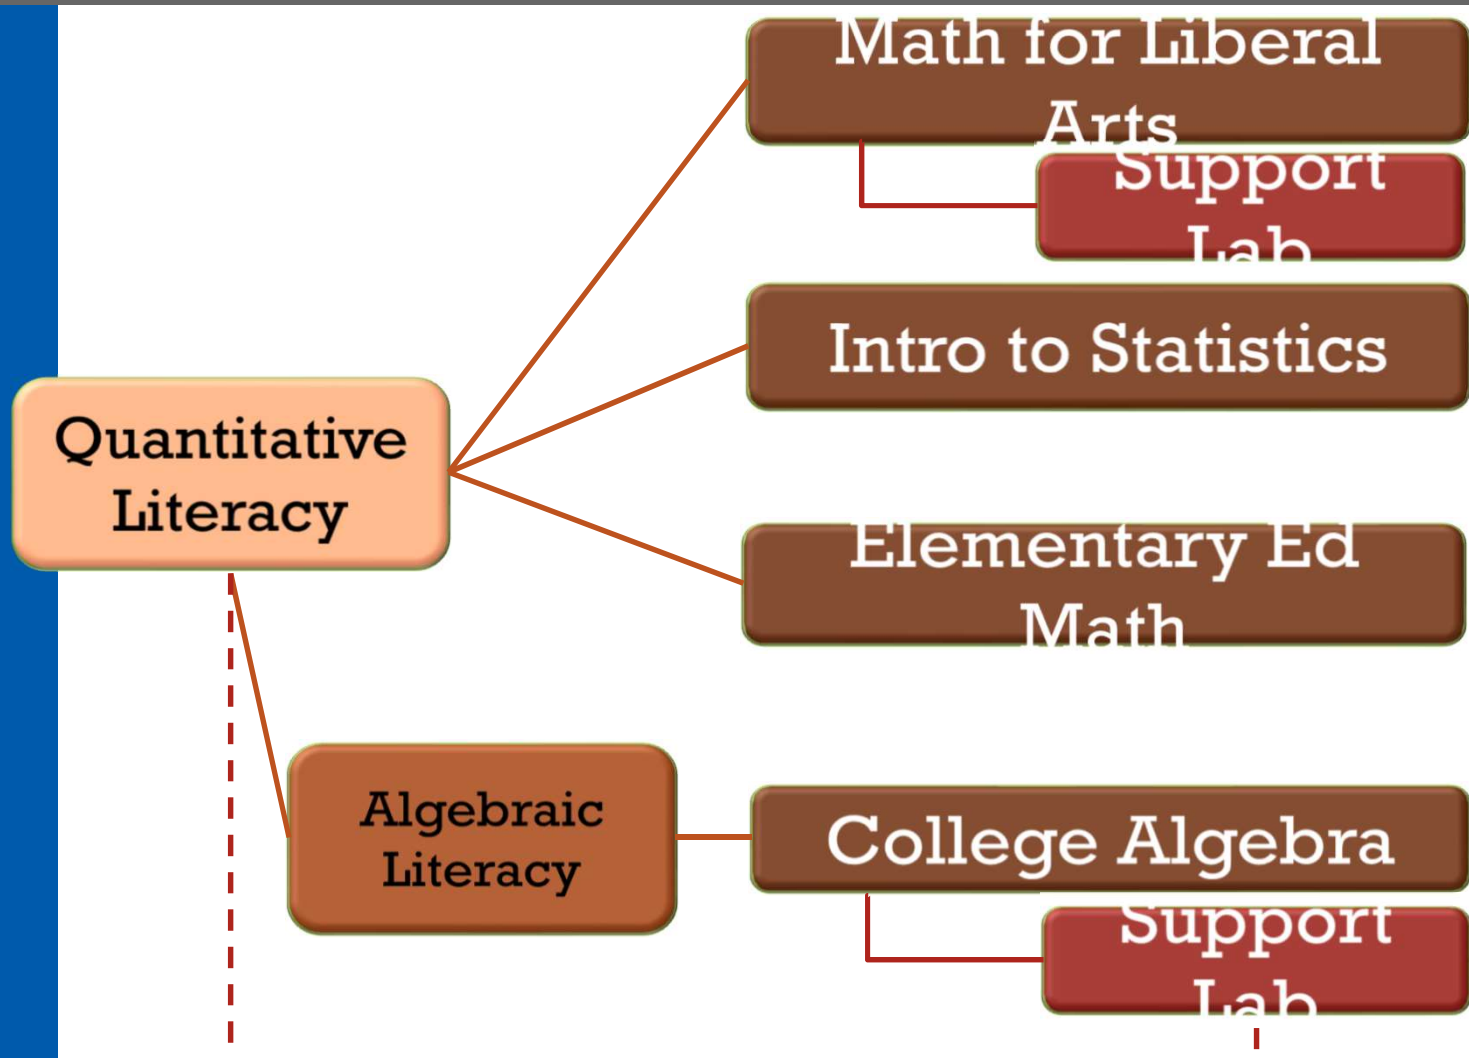 Math for Liberal
Arts
Support
Lab
Intro to Statistics
Quantitative
Literacy
Elementary Ed
Math
Algebraic
Literacy
College Algebra
Support
Lab